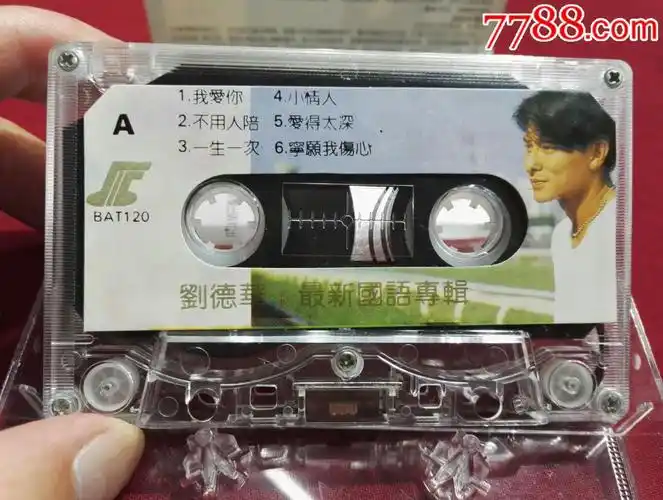 7788.com
1.我愛你 4.小情人
A 2.不用人陪 5.愛得太深
3.一生一次 6.寧願我傷心
BAT120
劉德華:最新國語專輯